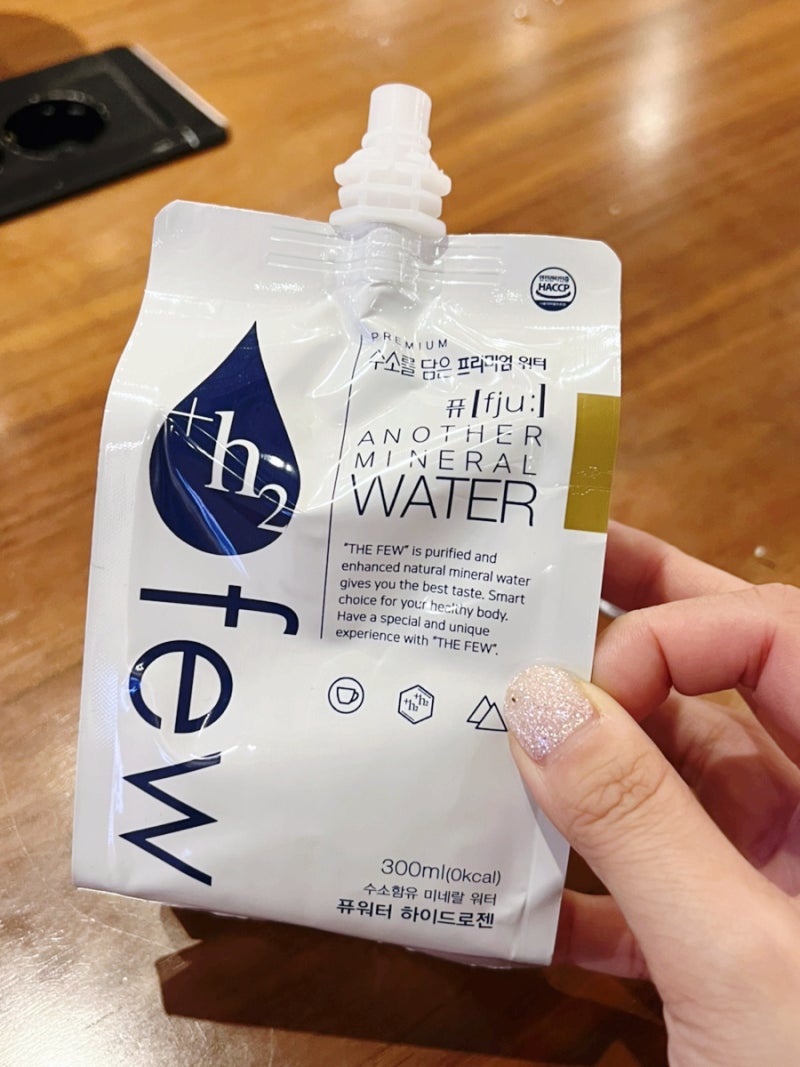 HACCP
PREMIUM
수소를 담은 프리미엄 워터
퓨 [fju:]
ANOTHER
MINERAL
WATER
+h2
few
"THE FEW" is purified and
enhanced natural mineral water
gives you the best taste. Smart
choice for your healthy body.
Have a special and unique
experience with "THE FEW".
+h2 +h2
300ml(0kcal)
수소함유 미네랄 워터
퓨워터 하이드로젠